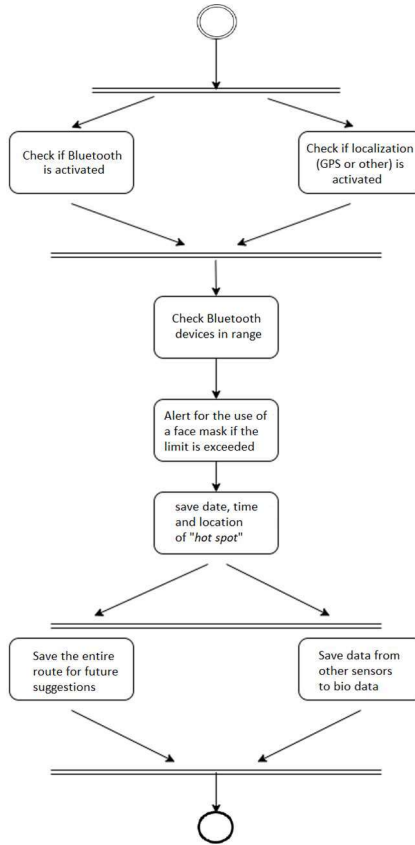 Check if Bluetooth
is activated
Check if localization
(GPS or other) is
activated
Check Bluetooth
devices in range
Alert for the use of
a face mask if the
limit is exceeded
save date, time
and location
of "hot spot"
Save the entire
route for future
suggestions
Save data from
other sensors
to bio data